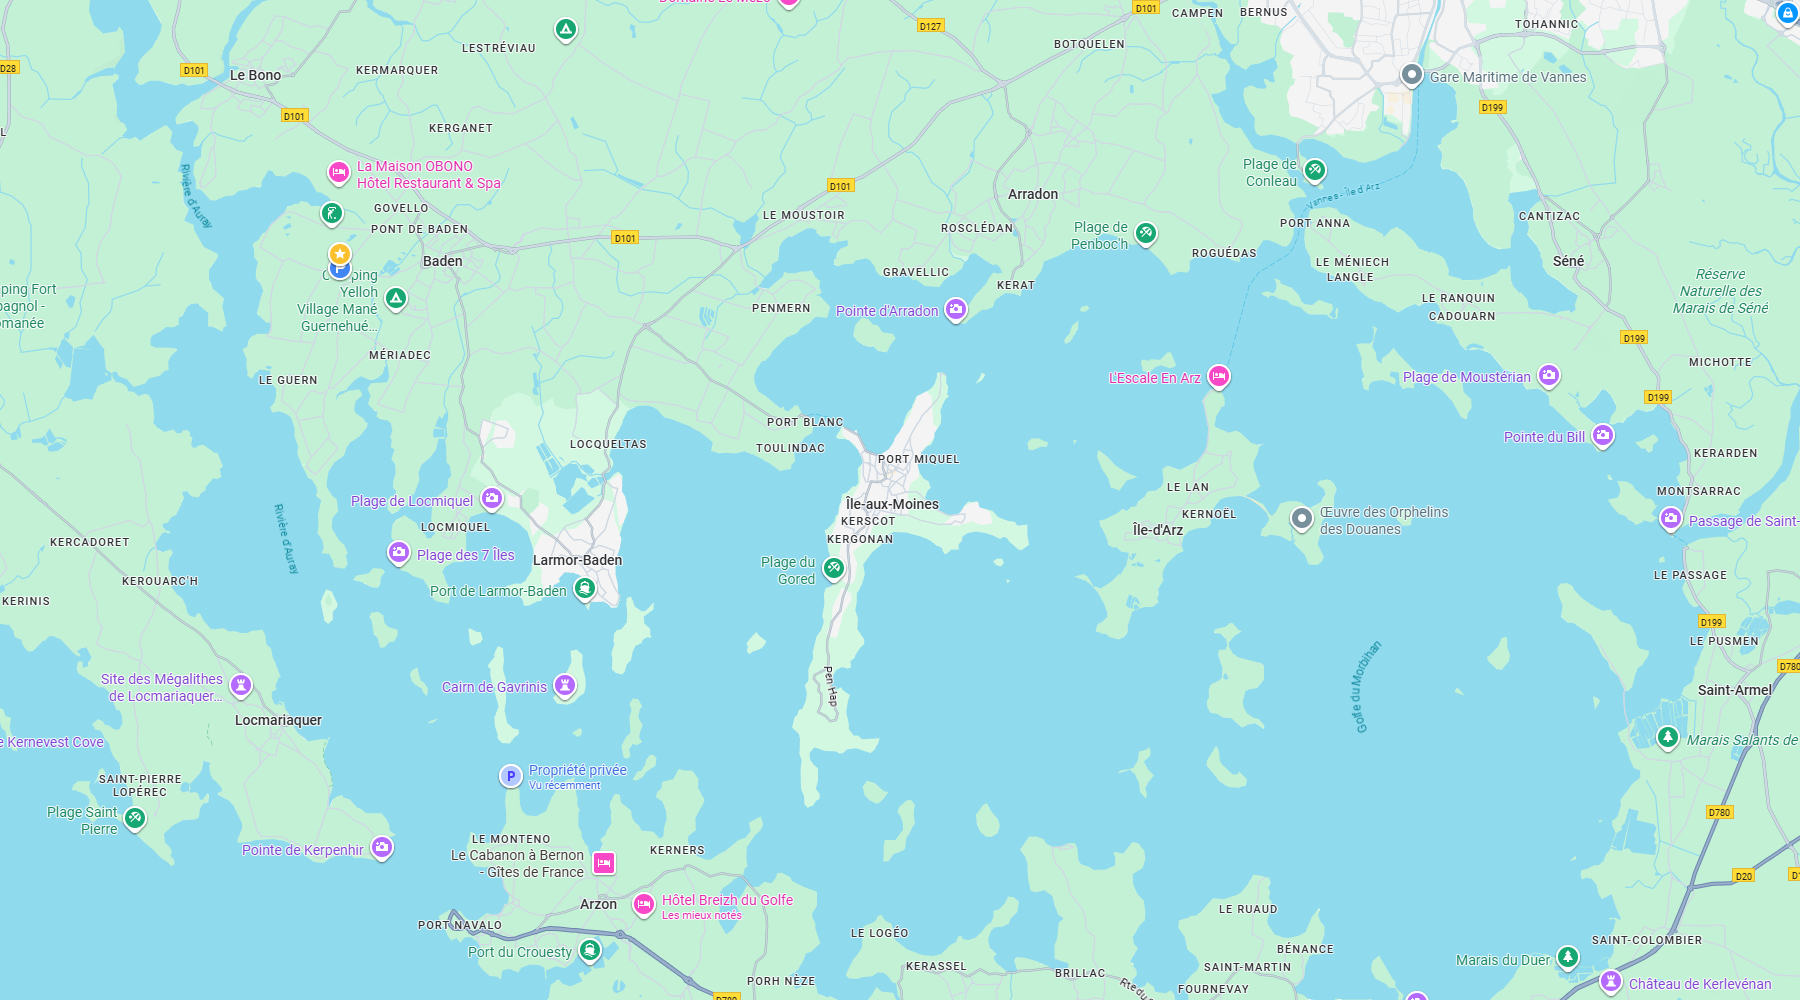 D101
CAMPEN
BERNUS
TOHANNIC
D127
LESTRÉVIAU
BOTQUELEN
D28
D101
Le Bono
KERMARQUER
Gare Maritime de Vannes
D101
D199
KERGANET
La Maison OBONO
Hôtel Restaurant & Spa
Rivière d'Auray
Plage de
Conleau
D101
Arradon
Vannes - Île d'Arz
GOVELLO
PONT DE BADEN
LE MOUSTOIR
ROSCLÉDAN
Plage de
Penboc'h
PORT ANNA
CANTIZAC
D101
Baden
ROGUÉDAS
LE MÉNIECH
LANGLE
Séné
GRAVELLIC
KERAT
Réserve
Naturelle des
Marais de Séné
ping Fort
pagnol -
omanée
Yelloh
Village Mané
Guernehué...
PENMERN
Pointe d'Arradon
LE RANQUIN
CADOUARN
D199
MÉRIADEC
MICHOTTE
LE GUERN
L'Escale En Arz
Plage de Moustérian
D199
PORT BLANC
LOCQUELTAS
TOULINDAC
PORT MIQUEL
Pointe du Bill
KERARDEN
Plage de Locmiquel
LE LAN
MONTSARRAC
Île-aux-Moines
KERSCOT
KERNOËL
Œuvre des Orphelins
des Douanes
Passage de Saint-
LOCMIQUEL
Île-d'Arz
Rivière d'Auray
KERCADORET
KERGONAN
Plage des 7 Îles
Larmor-Baden
Plage du
Gored
KEROUARC'H
Port de Larmor-Baden
LE PASSAGE
KERINIS
D199
LE PUSMEN
D780
Site des Mégalithes
de Locmariaquer...
Cairn de Gavrinis
Pen Hap
Golfe du Morbihan
Saint-Armel
Locmariaquer
e Kernevest Cove
Marais Salants de
SAINT-PIERRE
LOPÉREC
Propriété privée
Vu récemment
Plage Saint
Pierre
D780
LE MONTENO
Pointe de Kerpenhir
Le Cabanon à Bernon
- Gîtes de France
KERNERS
D20
Arzon
Hôtel Breizh du Golfe
Les mieux notés
LE RUAUD
PORT NAVALO
LE LOGÉO
SAINT-COLOMBIER
Port du Crouesty
BÉNANCE
Marais du Duer
KERASSEL
BRILLAC
SAINT-MARTIN
PORH NÈZE
FOURNEVAY
Château de Kerlevénan
D780